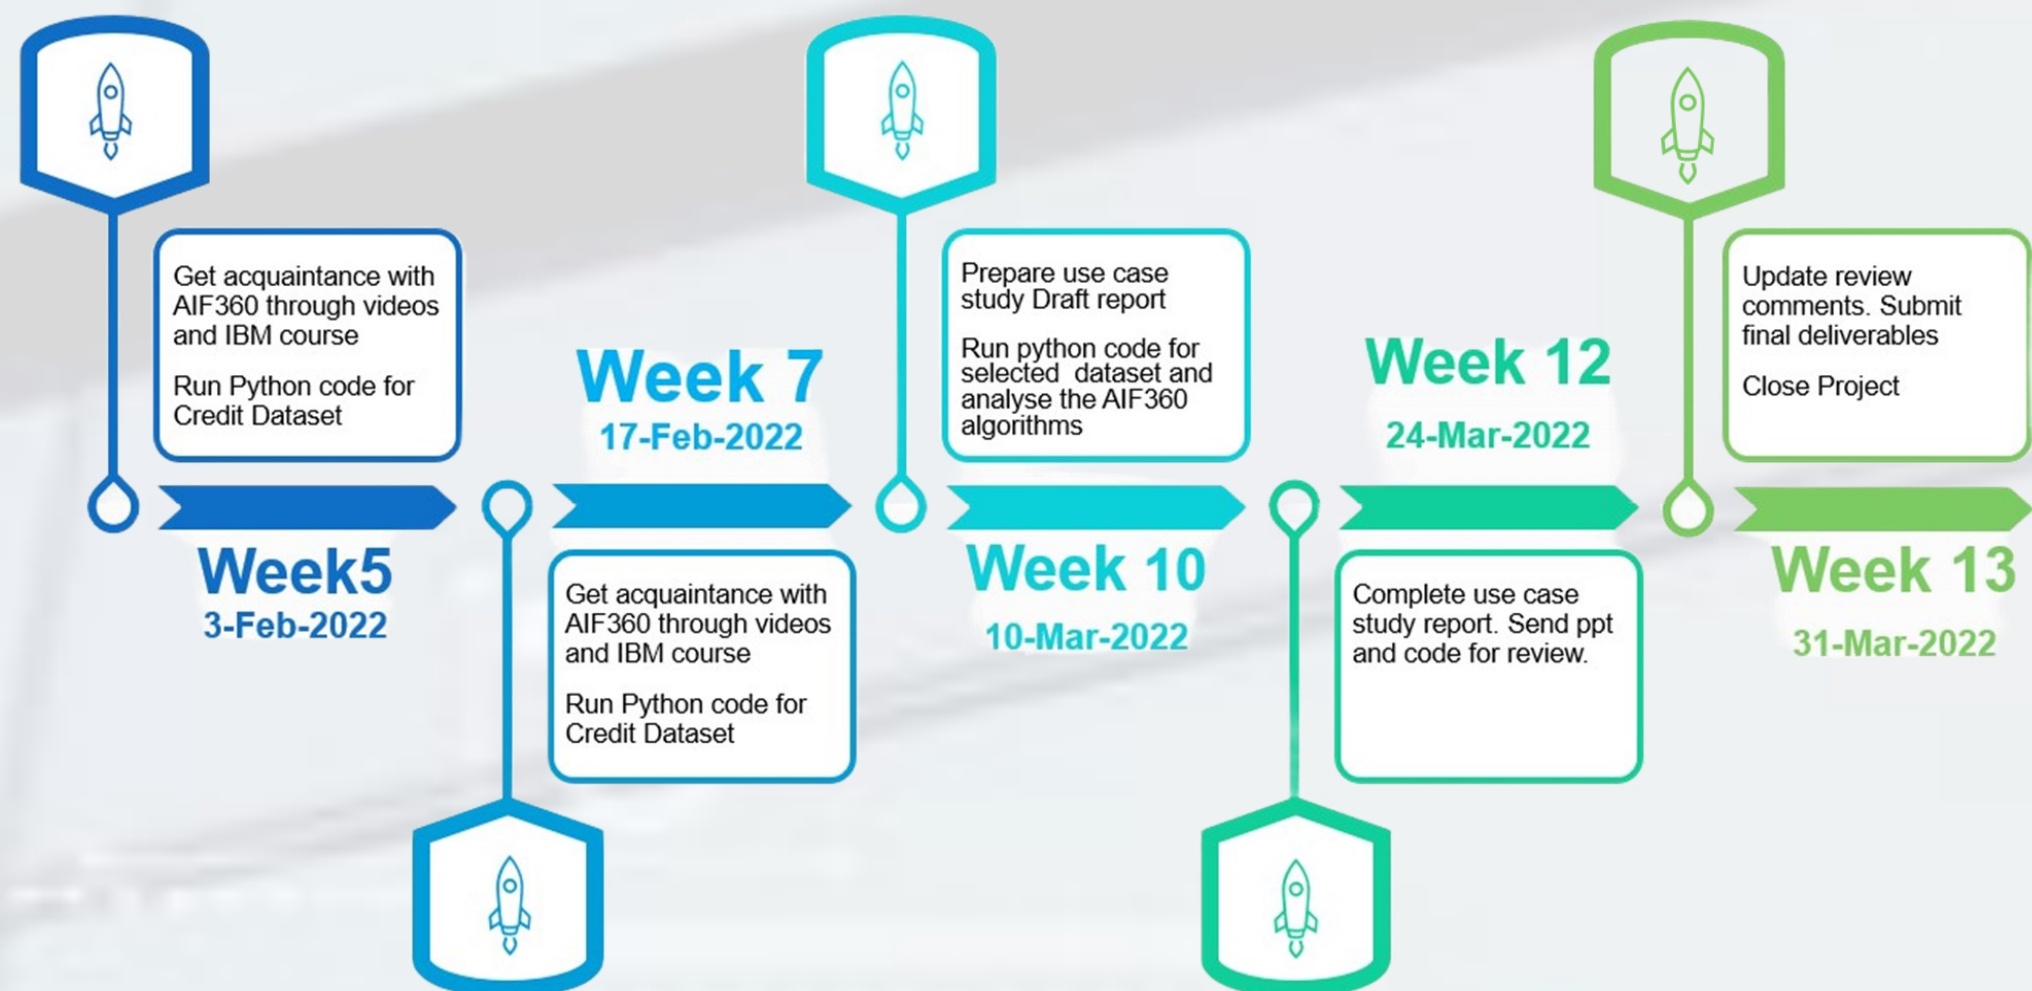 Get acquaintance with
AIF360 through videos
and IBM course
Run Python code for
Credit Dataset
Week5
3-Feb-2022
Week 7
17-Feb-2022
Get acquaintance with
AIF360 through videos
and IBM course
Run Python code for
Credit Dataset
Prepare use case
study Draft report
Run python code for
selected  dataset and
analyse the AIF360
algorithms
Week 10
10-Mar-2022
Week 12
24-Mar-2022
Complete use case
study report. Send ppt
and code for review.
Update review
comments. Submit
final deliverables
Close Project
Week 13
31-Mar-2022